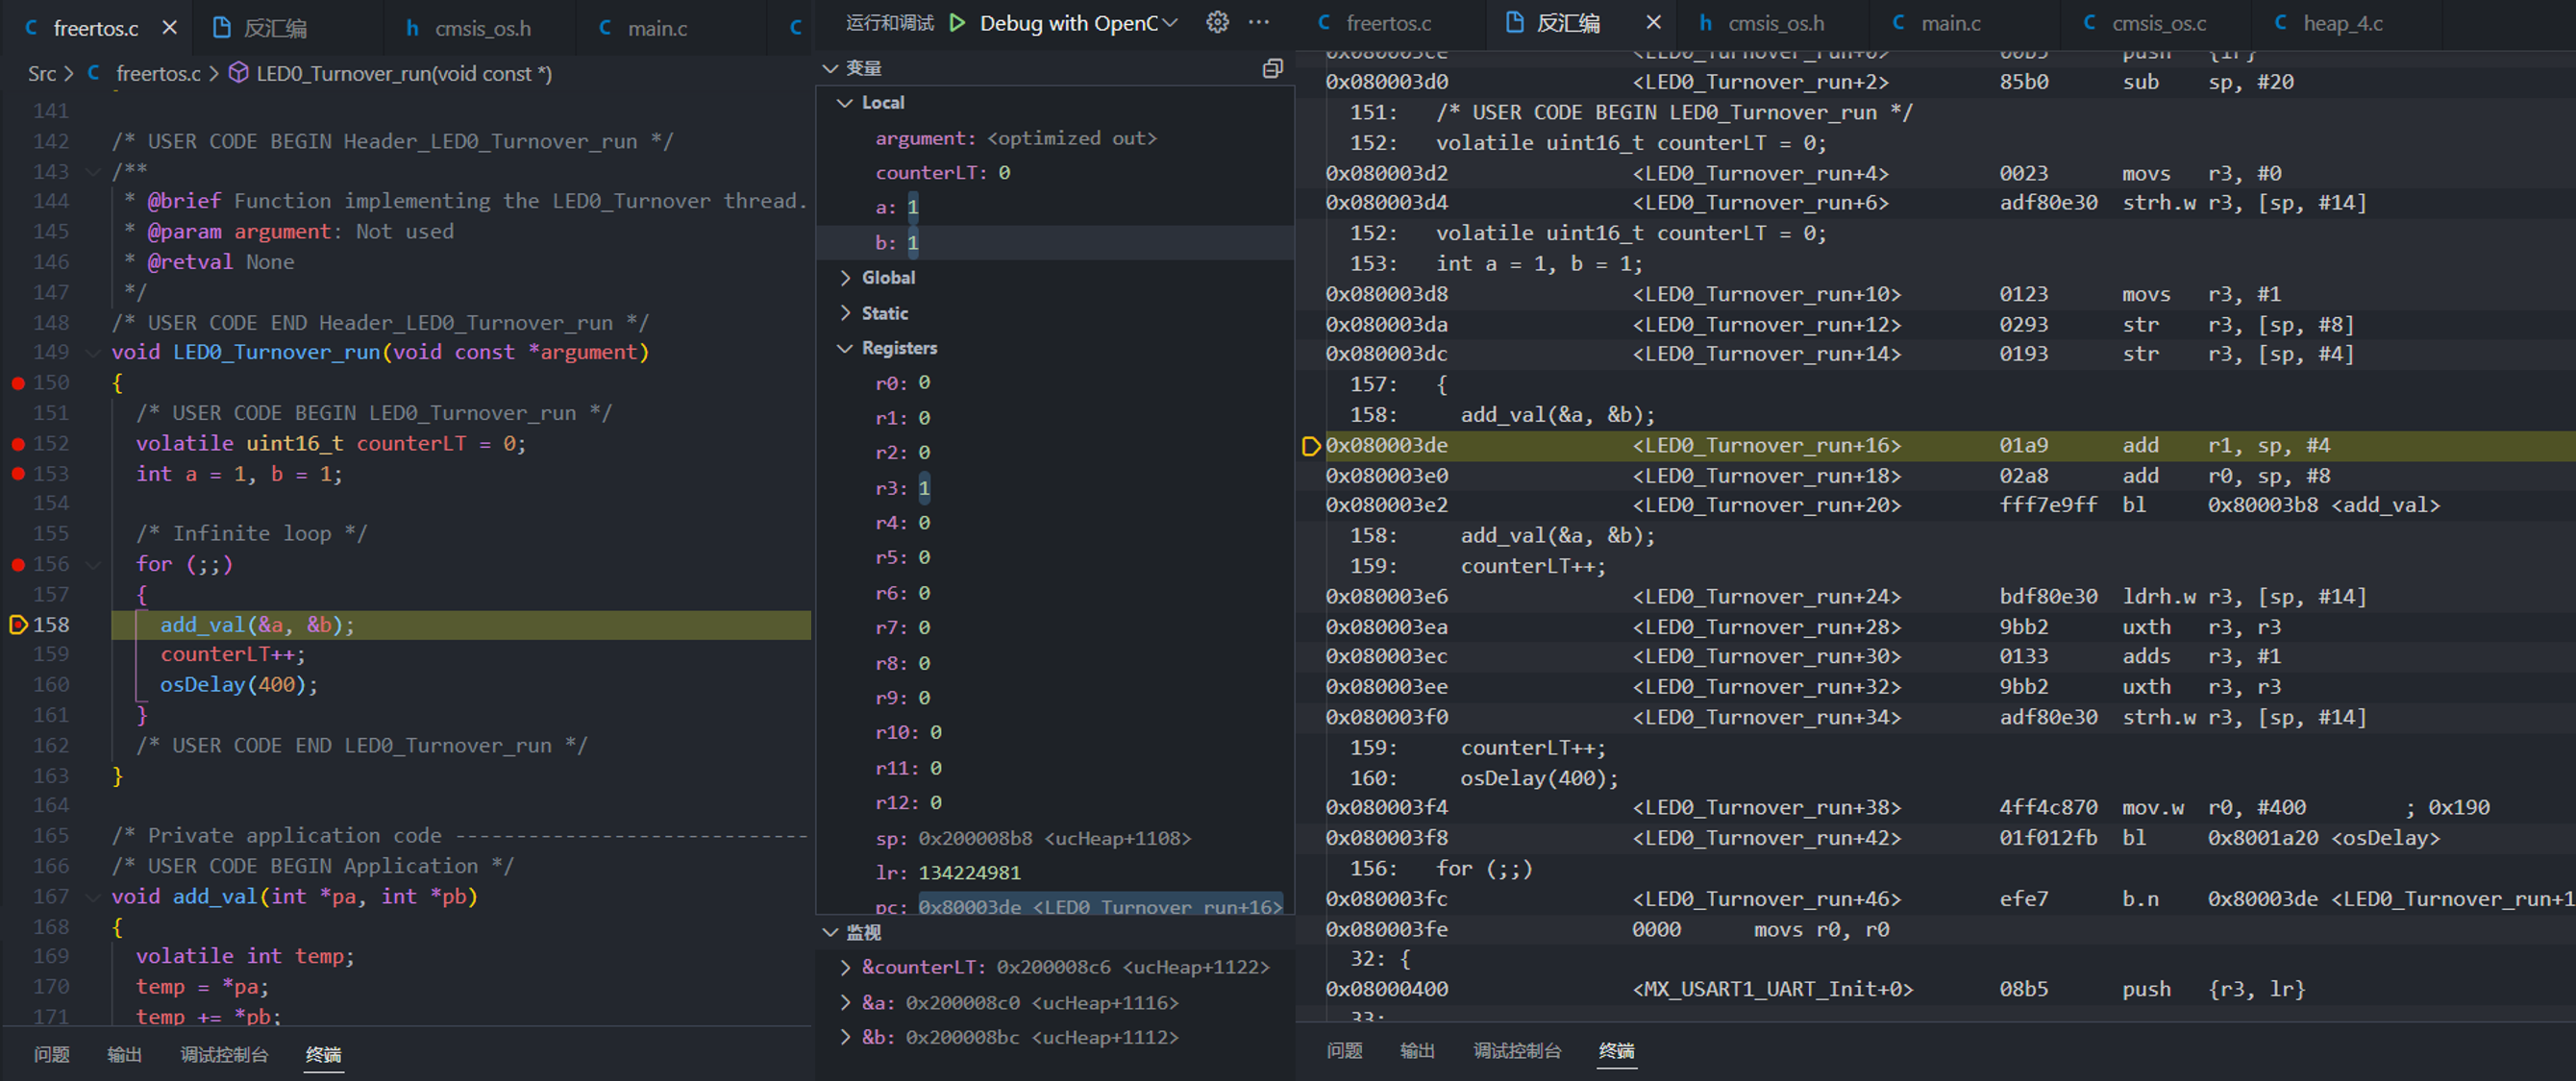 freertos.c
反汇编
cmsis_os.h
main.c
Src
freertos.c
LED0_Turnover_run(void const *)
141
142 /* USER CODE BEGIN Header_LED0_Turnover_run */
143 /**
144 * @brief Function implementing the LED0_Turnover thread.
145 * @param argument: Not used
146 * @retval None
147 */
148 /* USER CODE END Header_LED0_Turnover_run */
149 void LED0_Turnover_run(void const *argument)
150 {
151 /* USER CODE BEGIN LED0_Turnover_run */
152 volatile uint16_t counterLT = 0;
153 int a = 1, b = 1;
154
155 /* Infinite loop */
156 for (;;)
157 {
158 add_val(&a, &b);
159 counterLT++;
160 osDelay(400);
161 }
162 /* USER CODE END LED0_Turnover_run */
163 }
164
165 /* Private application code -----------------------------
166 /* USER CODE BEGIN Application */
167 void add_val(int *pa, int *pb)
168 {
169 volatile int temp;
170 temp = *pa;
171 temp += *pb;
问题 输出 调试控制台 终端
运行和调试 Debug with OpenC
变量
Local
argument: <optimized out>
counterLT: 0
a: 1
b: 1
Global
Static
Registers
r0: 0
r1: 0
r2: 0
r3: 1
r4: 0
r5: 0
r6: 0
r7: 0
r8: 0
r9: 0
r10: 0
r11: 0
r12: 0
sp: 0x200008b8 <ucHeap+1108>
lr: 134224981
pc: 0x80003de <LED0_Turnover_run+16>
监视
&counterLT: 0x200008c6 <ucHeap+1122>
&a: 0x200008c0 <ucHeap+1116>
&b: 0x200008bc <ucHeap+1112>
freertos.c
反汇编
cmsis_os.h
main.c
cmsis_os.c
heap_4.c
0x080003ce <LED0_Turnover_run+0> 00b5 push {lr}
0x080003d0 <LED0_Turnover_run+2> 85b0 sub sp, #20
151: /* USER CODE BEGIN LED0_Turnover_run */
152: volatile uint16_t counterLT = 0;
0x080003d2 <LED0_Turnover_run+4> 0023 movs r3, #0
0x080003d4 <LED0_Turnover_run+6> adf80e30 strh.w r3, [sp, #14]
152: volatile uint16_t counterLT = 0;
153: int a = 1, b = 1;
0x080003d8 <LED0_Turnover_run+10> 0123 movs r3, #1
0x080003da <LED0_Turnover_run+12> 0293 str r3, [sp, #8]
0x080003dc <LED0_Turnover_run+14> 0193 str r3, [sp, #4]
157: {
158: add_val(&a, &b);
0x080003de <LED0_Turnover_run+16> 01a9 add r1, sp, #4
0x080003e0 <LED0_Turnover_run+18> 02a8 add r0, sp, #8
0x080003e2 <LED0_Turnover_run+20> fff7e9ff bl 0x80003b8 <add_val>
158: add_val(&a, &b);
159: counterLT++;
0x080003e6 <LED0_Turnover_run+24> bdf80e30 ldrh.w r3, [sp, #14]
0x080003ea <LED0_Turnover_run+28> 9bb2 uxth r3, r3
0x080003ec <LED0_Turnover_run+30> 0133 adds r3, #1
0x080003ee <LED0_Turnover_run+32> 9bb2 uxth r3, r3
0x080003f0 <LED0_Turnover_run+34> adf80e30 strh.w r3, [sp, #14]
159: counterLT++;
160: osDelay(400);
0x080003f4 <LED0_Turnover_run+38> 4ff4c870 mov.w r0, #400 ; 0x190
0x080003f8 <LED0_Turnover_run+42> 01f012fb bl 0x8001a20 <osDelay>
156: for (;;)
0x080003fc <LED0_Turnover_run+46> efe7 b.n 0x80003de <LED0_Turnover_run+1
0x080003fe 0000 movs r0, r0
32: {
0x08000400 <MX_USART1_UART_Init+0> 08b5 push {r3, lr}
33:
问题 输出 调试控制台 终端